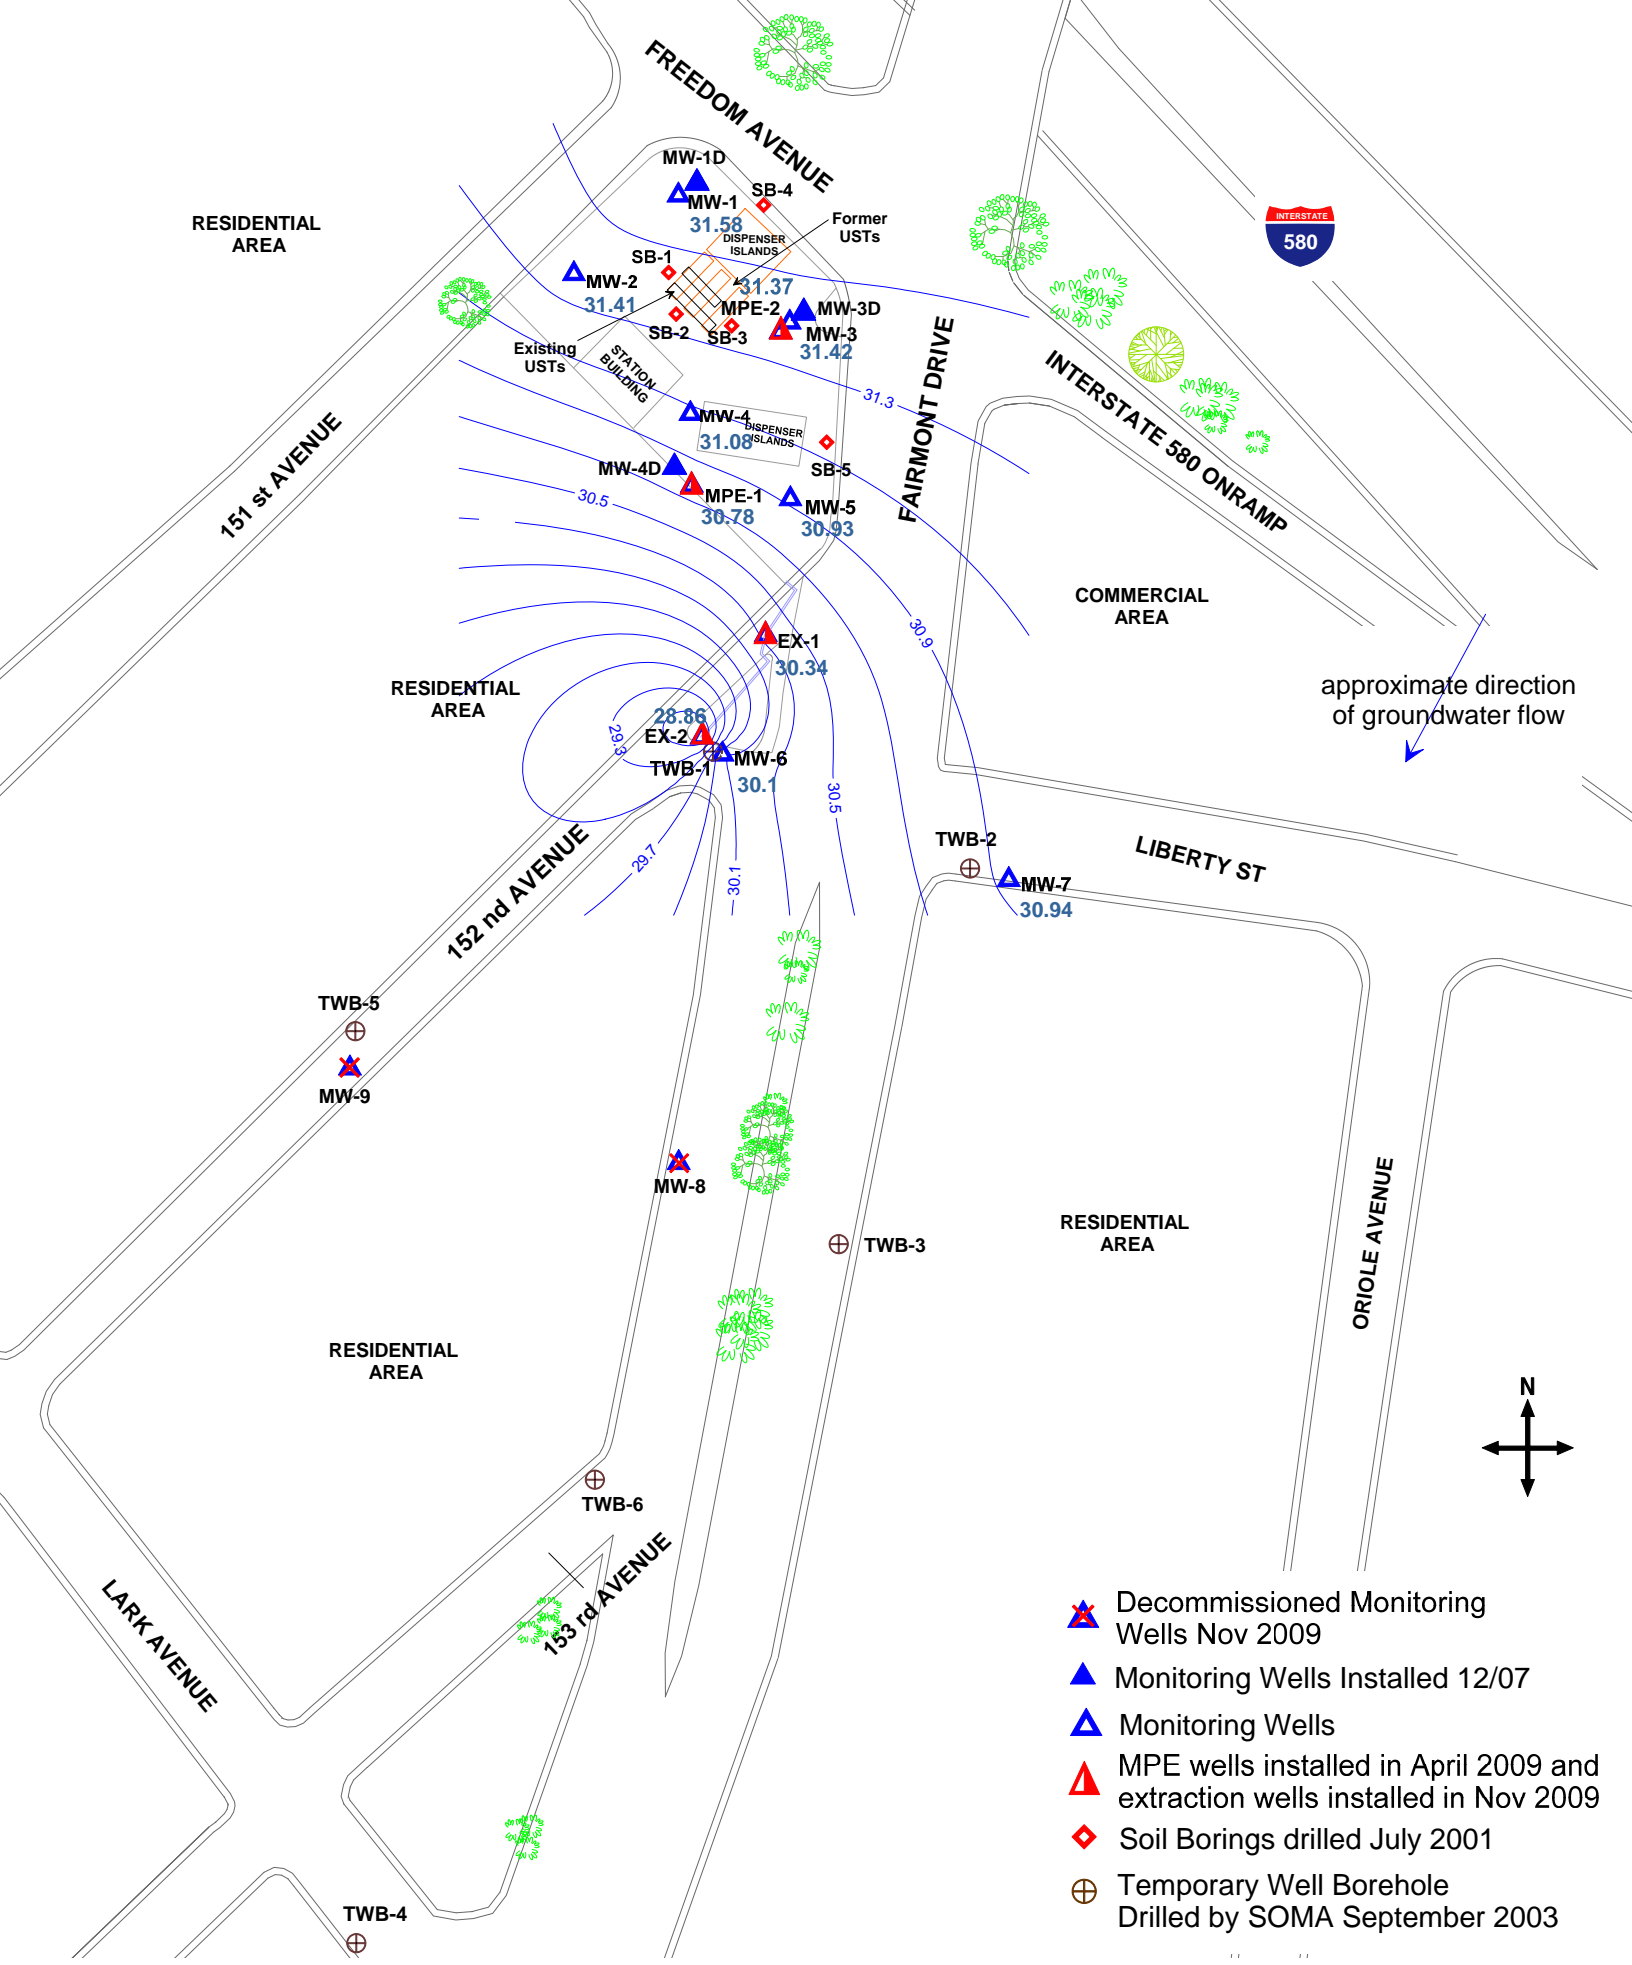 FREEDOM AVENUE
MW-1D
MW-1
31.58
SB-4
Former
USTs
DISPENSER
ISLANDS
RESIDENTIAL
AREA
INTERSTATE
580
SB-1
MW-2
31.41
31.37
MPE-2
MW-3D
MW-3
31.42
SB-2
SB-3
Existing
USTs
STATION
BUILDING
31.3
FAIRMONT DRIVE
INTERSTATE 580 ONRAMP
151 st AVENUE
MW-4
31.08
DISPENSER
ISLANDS
SB-5
MW-4D
MPE-1
30.78
MW-5
30.93
30.5
COMMERCIAL
AREA
30.9
EX-1
30.34
RESIDENTIAL
AREA
approximate direction
of groundwater flow
28.86
EX-2
29.3
TWB-1
MW-6
30.1
30.5
29.7
30.1
TWB-2
MW-7
30.94
LIBERTY ST
152 nd AVENUE
TWB-5
MW-9
MW-8
TWB-3
RESIDENTIAL
AREA
ORIOLE AVENUE
RESIDENTIAL
AREA
N
TWB-6
153 rd AVENUE
LARK AVENUE
TWB-4
Decommissioned Monitoring
Wells Nov 2009
Monitoring Wells Installed 12/07
Monitoring Wells
MPE wells installed in April 2009 and
extraction wells installed in Nov 2009
Soil Borings drilled July 2001
Temporary Well Borehole
Drilled by SOMA September 2003